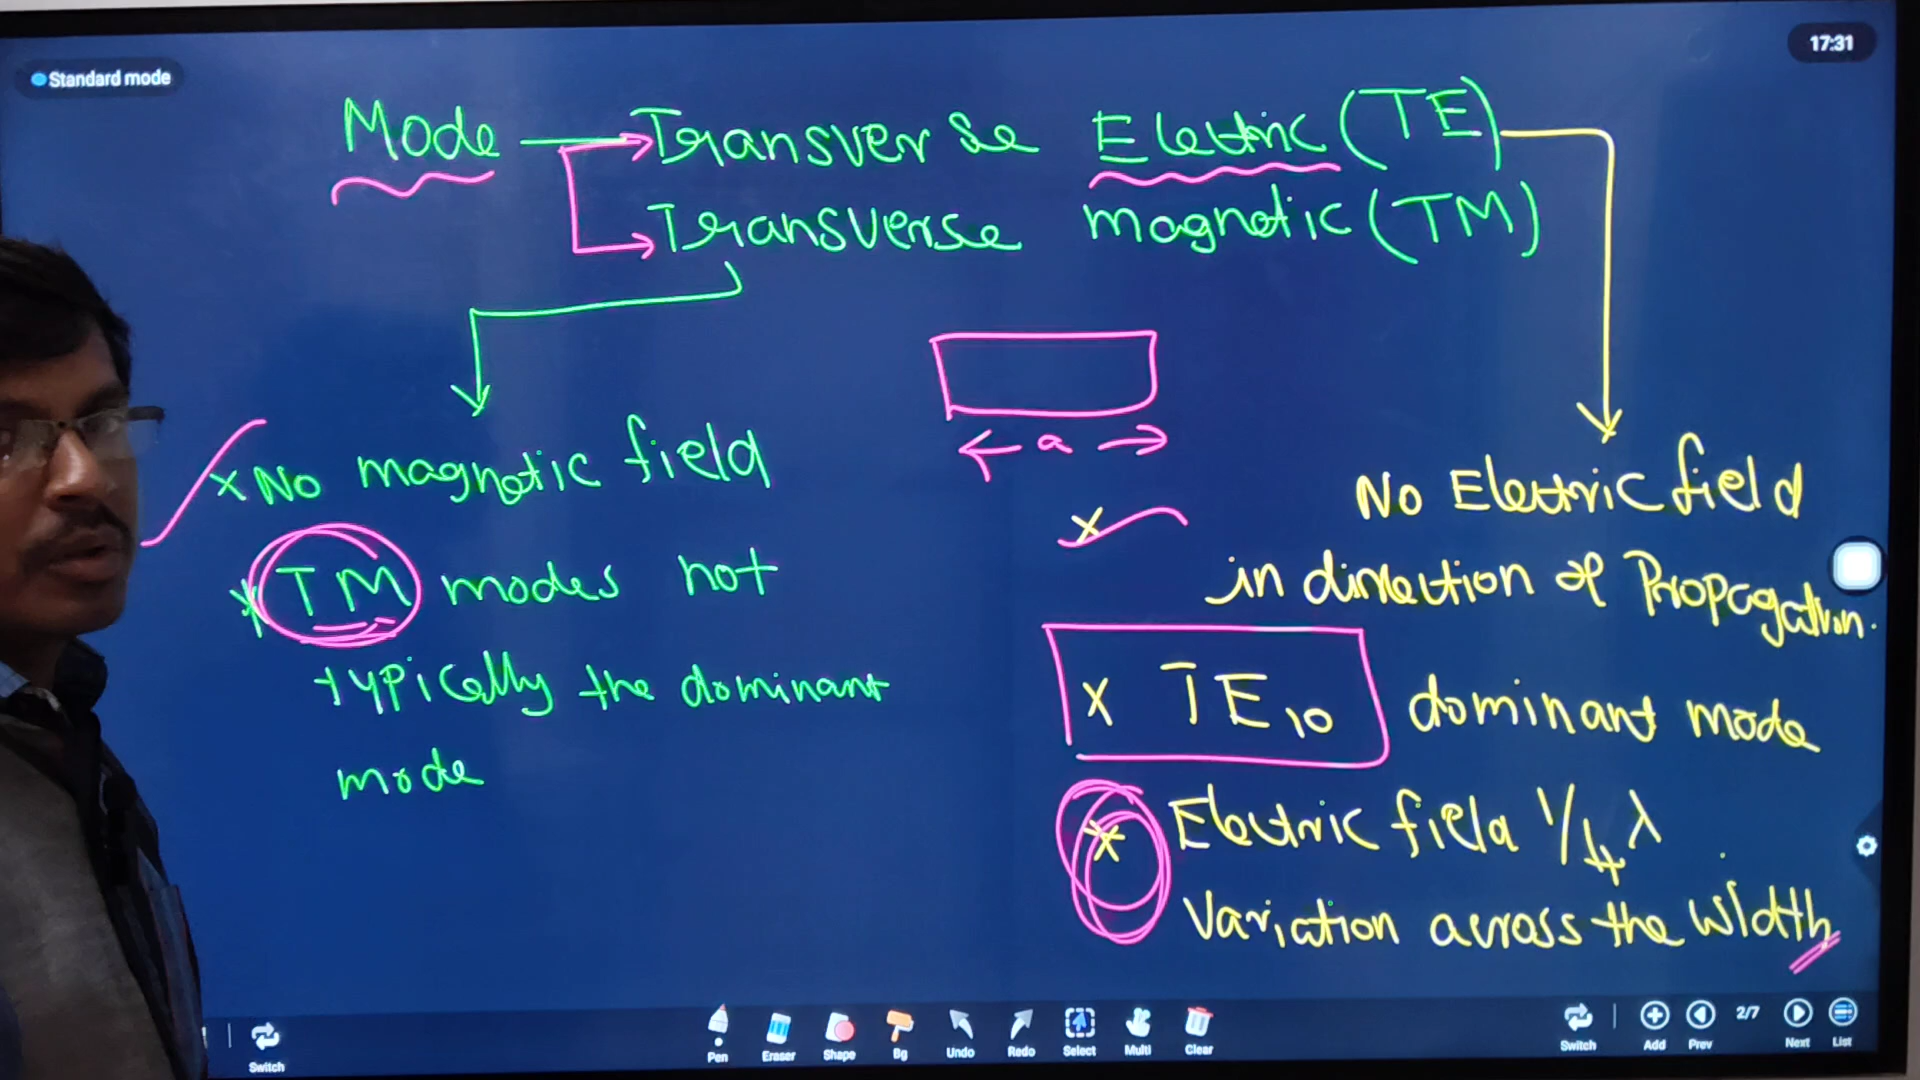 17:31
Standard mode
Mode → Transverse Electric (TE)
Transverse magnetic (TM)
a
x No magnetic field
x TM modes not
typically the dominant
mode
x No Electric field
in direction of Propagation.
x TE10 dominant mode
x Electric field 1/4 λ
Variation across the width
Switch
Pen
Eraser
Shape
Bg
Undo
Redo
Select
Multi
Clear
Switch
Add
Prev
2/7
Next
List